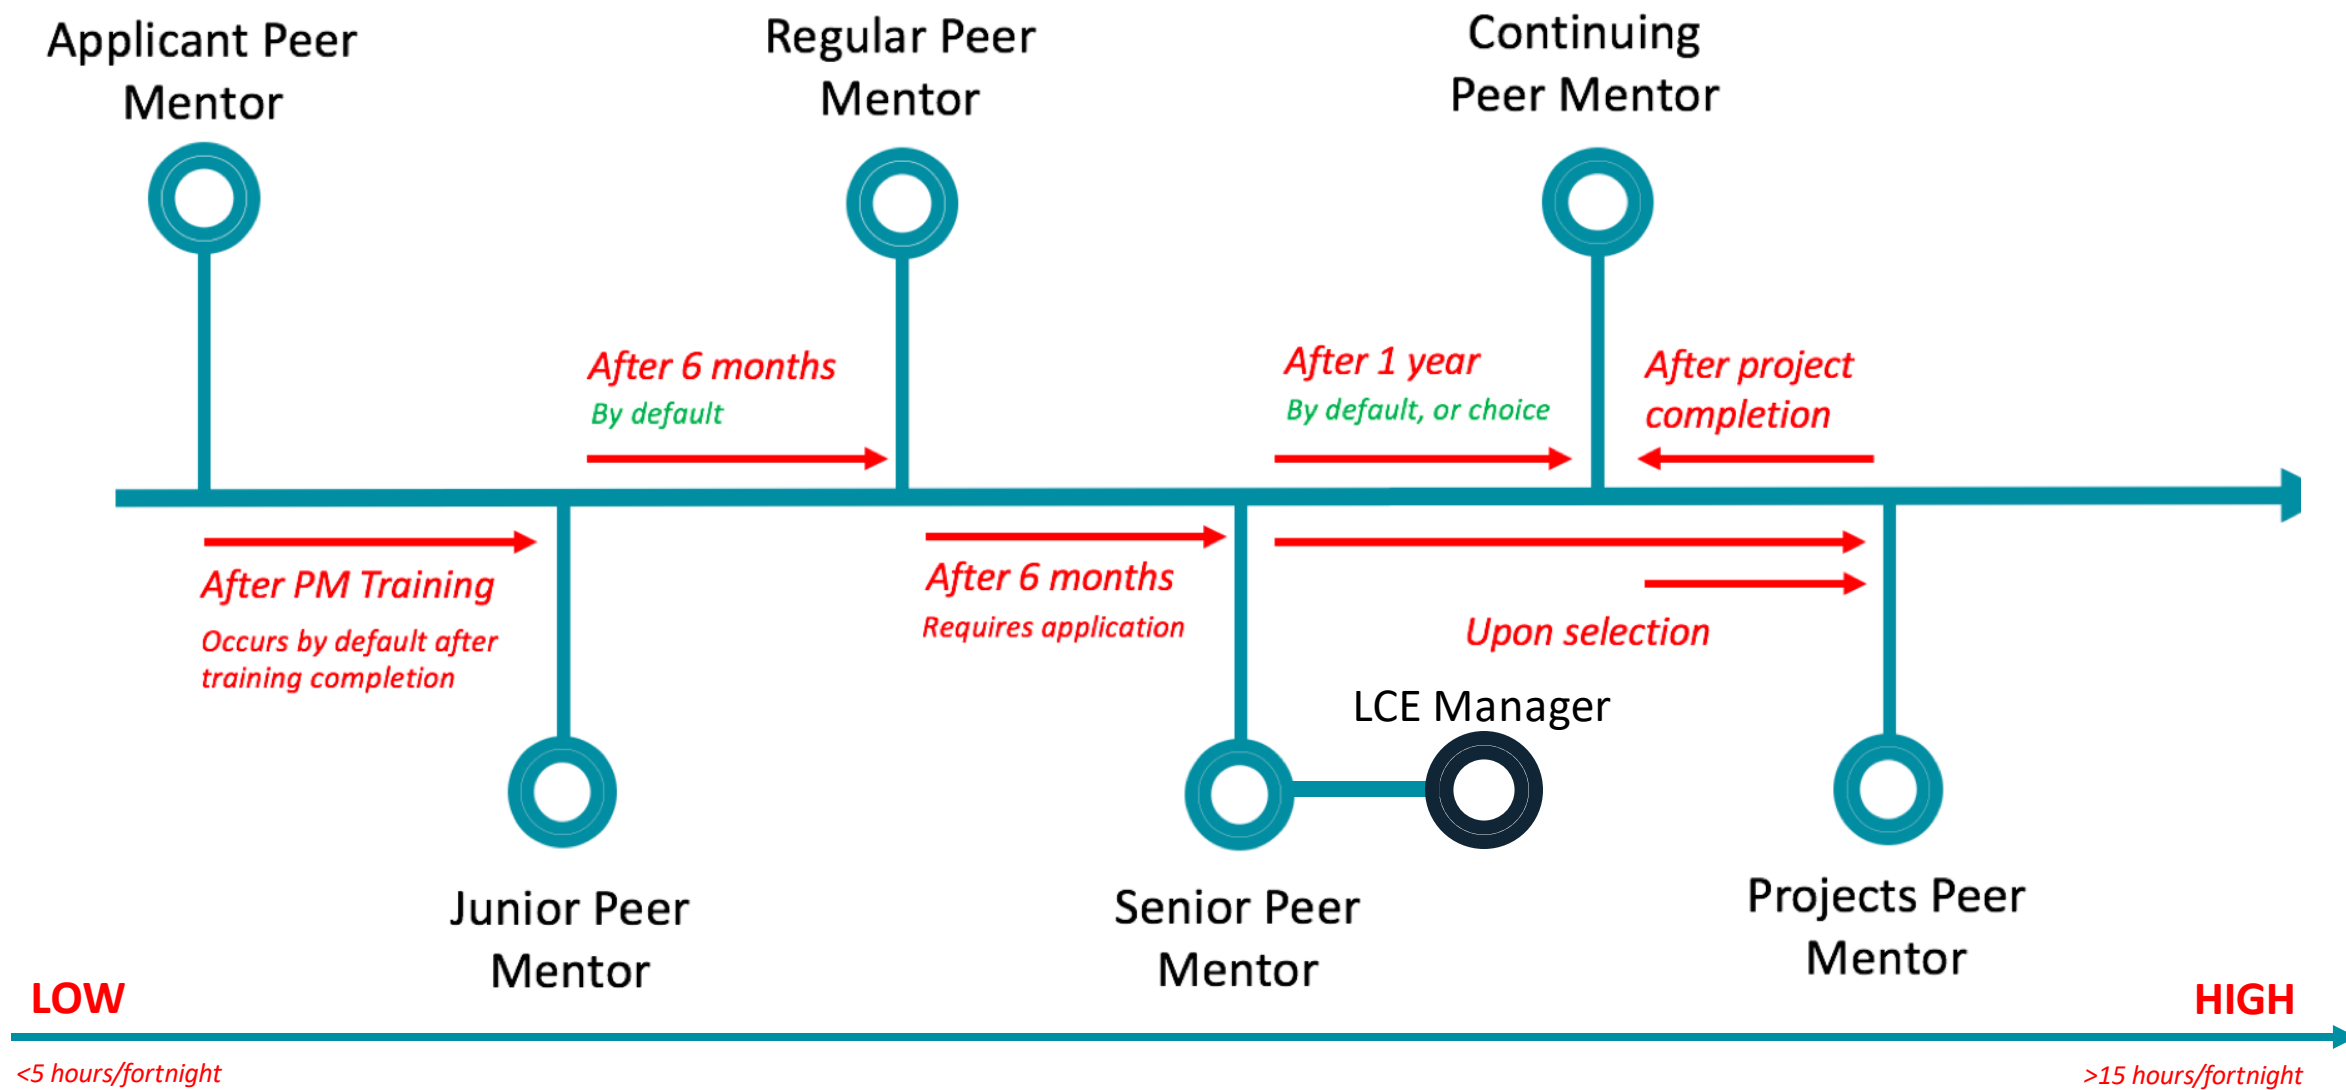 Applicant Peer
Mentor
Regular Peer
Mentor
Continuing
Peer Mentor
After 6 months
By default
After 1 year
By default, or choice
After project
completion
After PM Training
Occurs by default after
training completion
After 6 months
Requires application
Upon selection
LCE Manager
Junior Peer
Mentor
Senior Peer
Mentor
Projects Peer
Mentor
LOW
HIGH
<5 hours/fortnight
>15 hours/fortnight